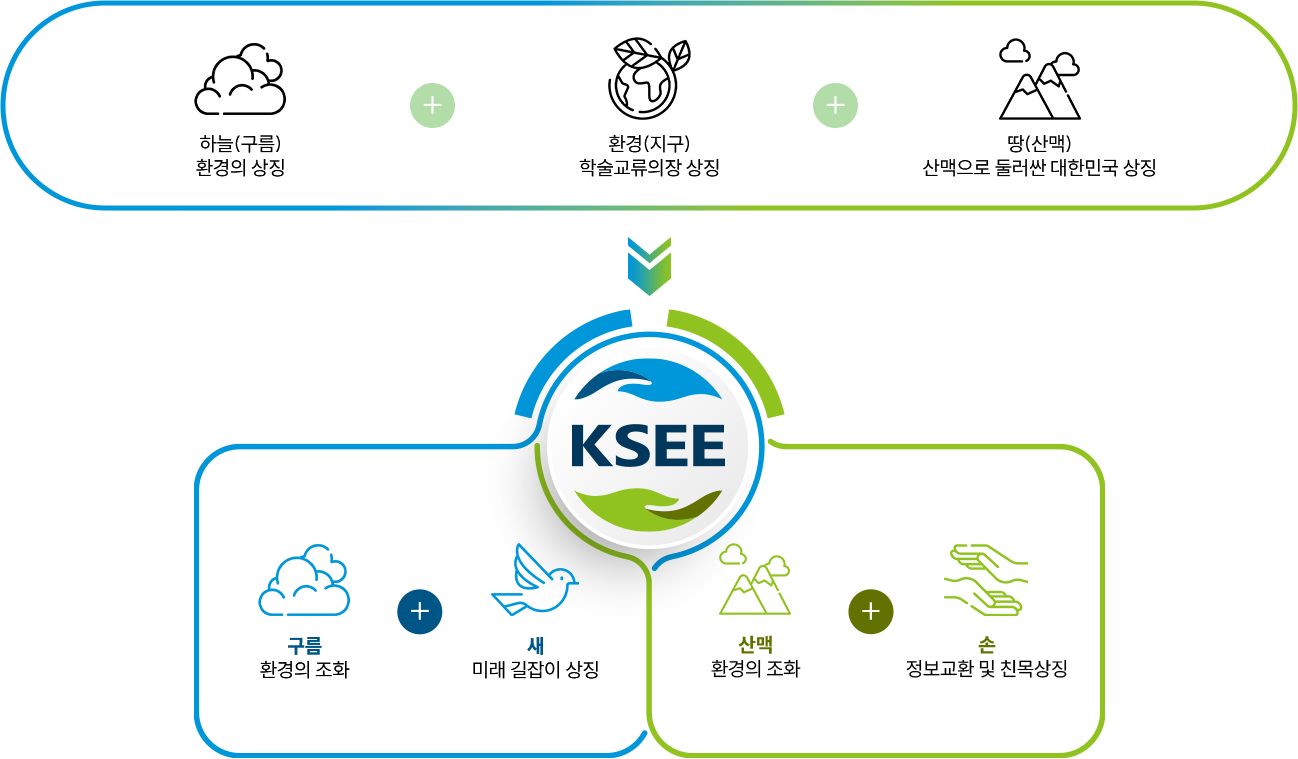 하늘(구름)
환경의 상징
환경(지구)
학술교류의장 상징
땅(산맥)
산맥으로 둘러싼 대한민국 상징
KSEE
구름
환경의 조화
새
미래 길잡이 상징
산맥
환경의 조화
손
정보교환 및 친목상징